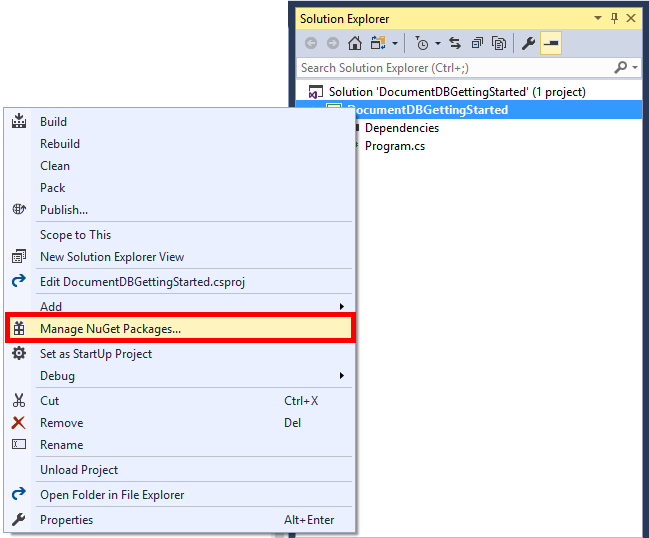 Solution Explorer
Search Solution Explorer (Ctrl+;)
Solution 'DocumentDBGettingStarted' (1 project)
DocumentDBGettingStarted
Dependencies
Program.cs
Build
Rebuild
Clean
Pack
Publish...
Scope to This
New Solution Explorer View
Edit DocumentDBGettingStarted.csproj
Add
Manage NuGet Packages...
Set as StartUp Project
Debug
Cut Ctrl+X
Remove Del
Rename
Unload Project
Open Folder in File Explorer
Properties Alt+Enter